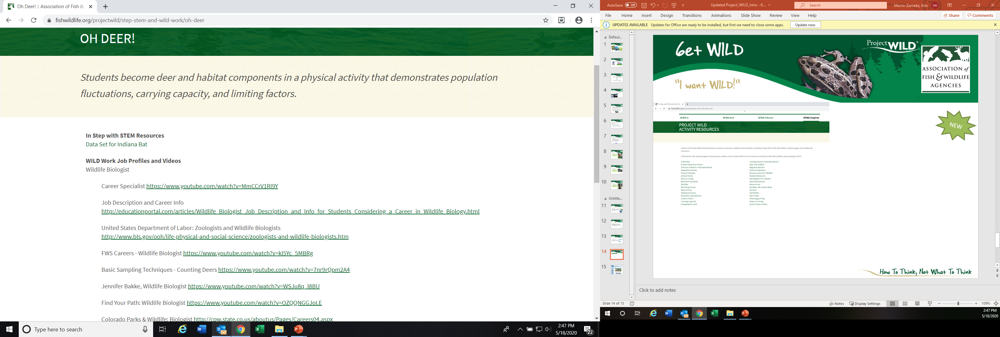 Oh Deer! :: Association of Fish &
fishwildlife.org/projectwild/step-stem-and-wild-work/oh-deer
OH DEER!
Students become deer and habitat components in a physical activity that demonstrates population
fluctuations, carrying capacity, and limiting factors.
In Step with STEM Resources
Data Set for Indiana Bat
WILD Work Job Profiles and Videos
Wildlife Biologist
Career Specialist https://www.youtube.com/watch?v=MmCCrV1RI9Y
Job Description and Career Info
http://educationportal.com/articles/Wildlife_Biologist_Job_Description_and_Info_for_Students_Considering_a_Career_in_Wildlife_Biology.html
United States Department of Labor: Zoologists and Wildlife Biologists
http://www.bls.gov/ooh/life-physical-and-social-science/zoologists-and-wildlife-biologists.htm
FWS Careers - Wildlife Biologist https://www.youtube.com/watch?v=kI5Yc_5MBRg
Basic Sampling Techniques - Counting Deers https://www.youtube.com/watch?v=7nr9rQpm2A4
Jennifer Bakke, Wildlife Biologist https://www.youtube.com/watch?v=WSJu8q_l8BU
Find Your Path: Wildlife Biologist https://www.youtube.com/watch?v=OZQQNGGJoLE
Colorado Parks & Wildlife: Biologist http://cpw.state.co.us/aboutus/Pages/Careers04.aspx
Type here to search
2:47 PM
5/18/2020
22
AutoSave Off
Updated Project_WILD_Intro - K...
Search
Morris-Zarneke, Kim
MK
File Home Insert Design Transitions Animations Slide Show Review View Help
Share Comments
UPDATES AVAILABLE Updates for Office are ready to be installed, but first we need to close some apps. Update now
Defaul...
1
2
3
4
5
6
7
8
9
10
Untitle...
11
12
13
14
15
Get WILD
"I want WILD!"
Project WILD®
ASSOCIATION of
FISH & WILDLIFE
AGENCIES
In Step with STEM and WILD Wo
fishwildlife.org/projectwild/step-stem-and-wild-work
AFWA Is AFWA Acts AFWA Informs AFWA Inspires
PROJECT WILD
ACTIVITY RESOURCES
NEW
Click on the Project WILD activity below to accesses resources related to that activity, including In Step with STEM, WILD Work, student pages, and additional
resources.
Click here for the student pages to the previous edition of the Project WILD K-12 Curriculum & Activity Guide (third edition; last printing in 2017).
A Dire Diet
A Home Away from Home
A Picture Is Worth a Thousand Words
Adaptation Artistry
Animal Charades
Animal Poetry
Ants on a Twig
Back from the Brink
Bat Blitz
Bird Song Survey
Birds of Prey
Bottleneck Genes
Busy Bees, Busy Blooms
Career Critters
Carrying Capacity
Changing the Land
Limiting Factors: How Many Bears?
Map That Habitat
Migration Barriers
Monarch Marathon
Museum Search for Wildlife
Muskox Maneuvers
My Kingdom for a Shelter
Natural Dilemmas
Nature in Art
No Water off a Duck's Back
Oh Deer!
Owl Pellets
Pay to Play
Phenology at Play
Power of a Song
Quick-Frozen Critters
How To Think, Not What To Think
Click to add notes
Slide 14 of 15
Notes Display Settings 109%
2:47 PM
5/18/2020